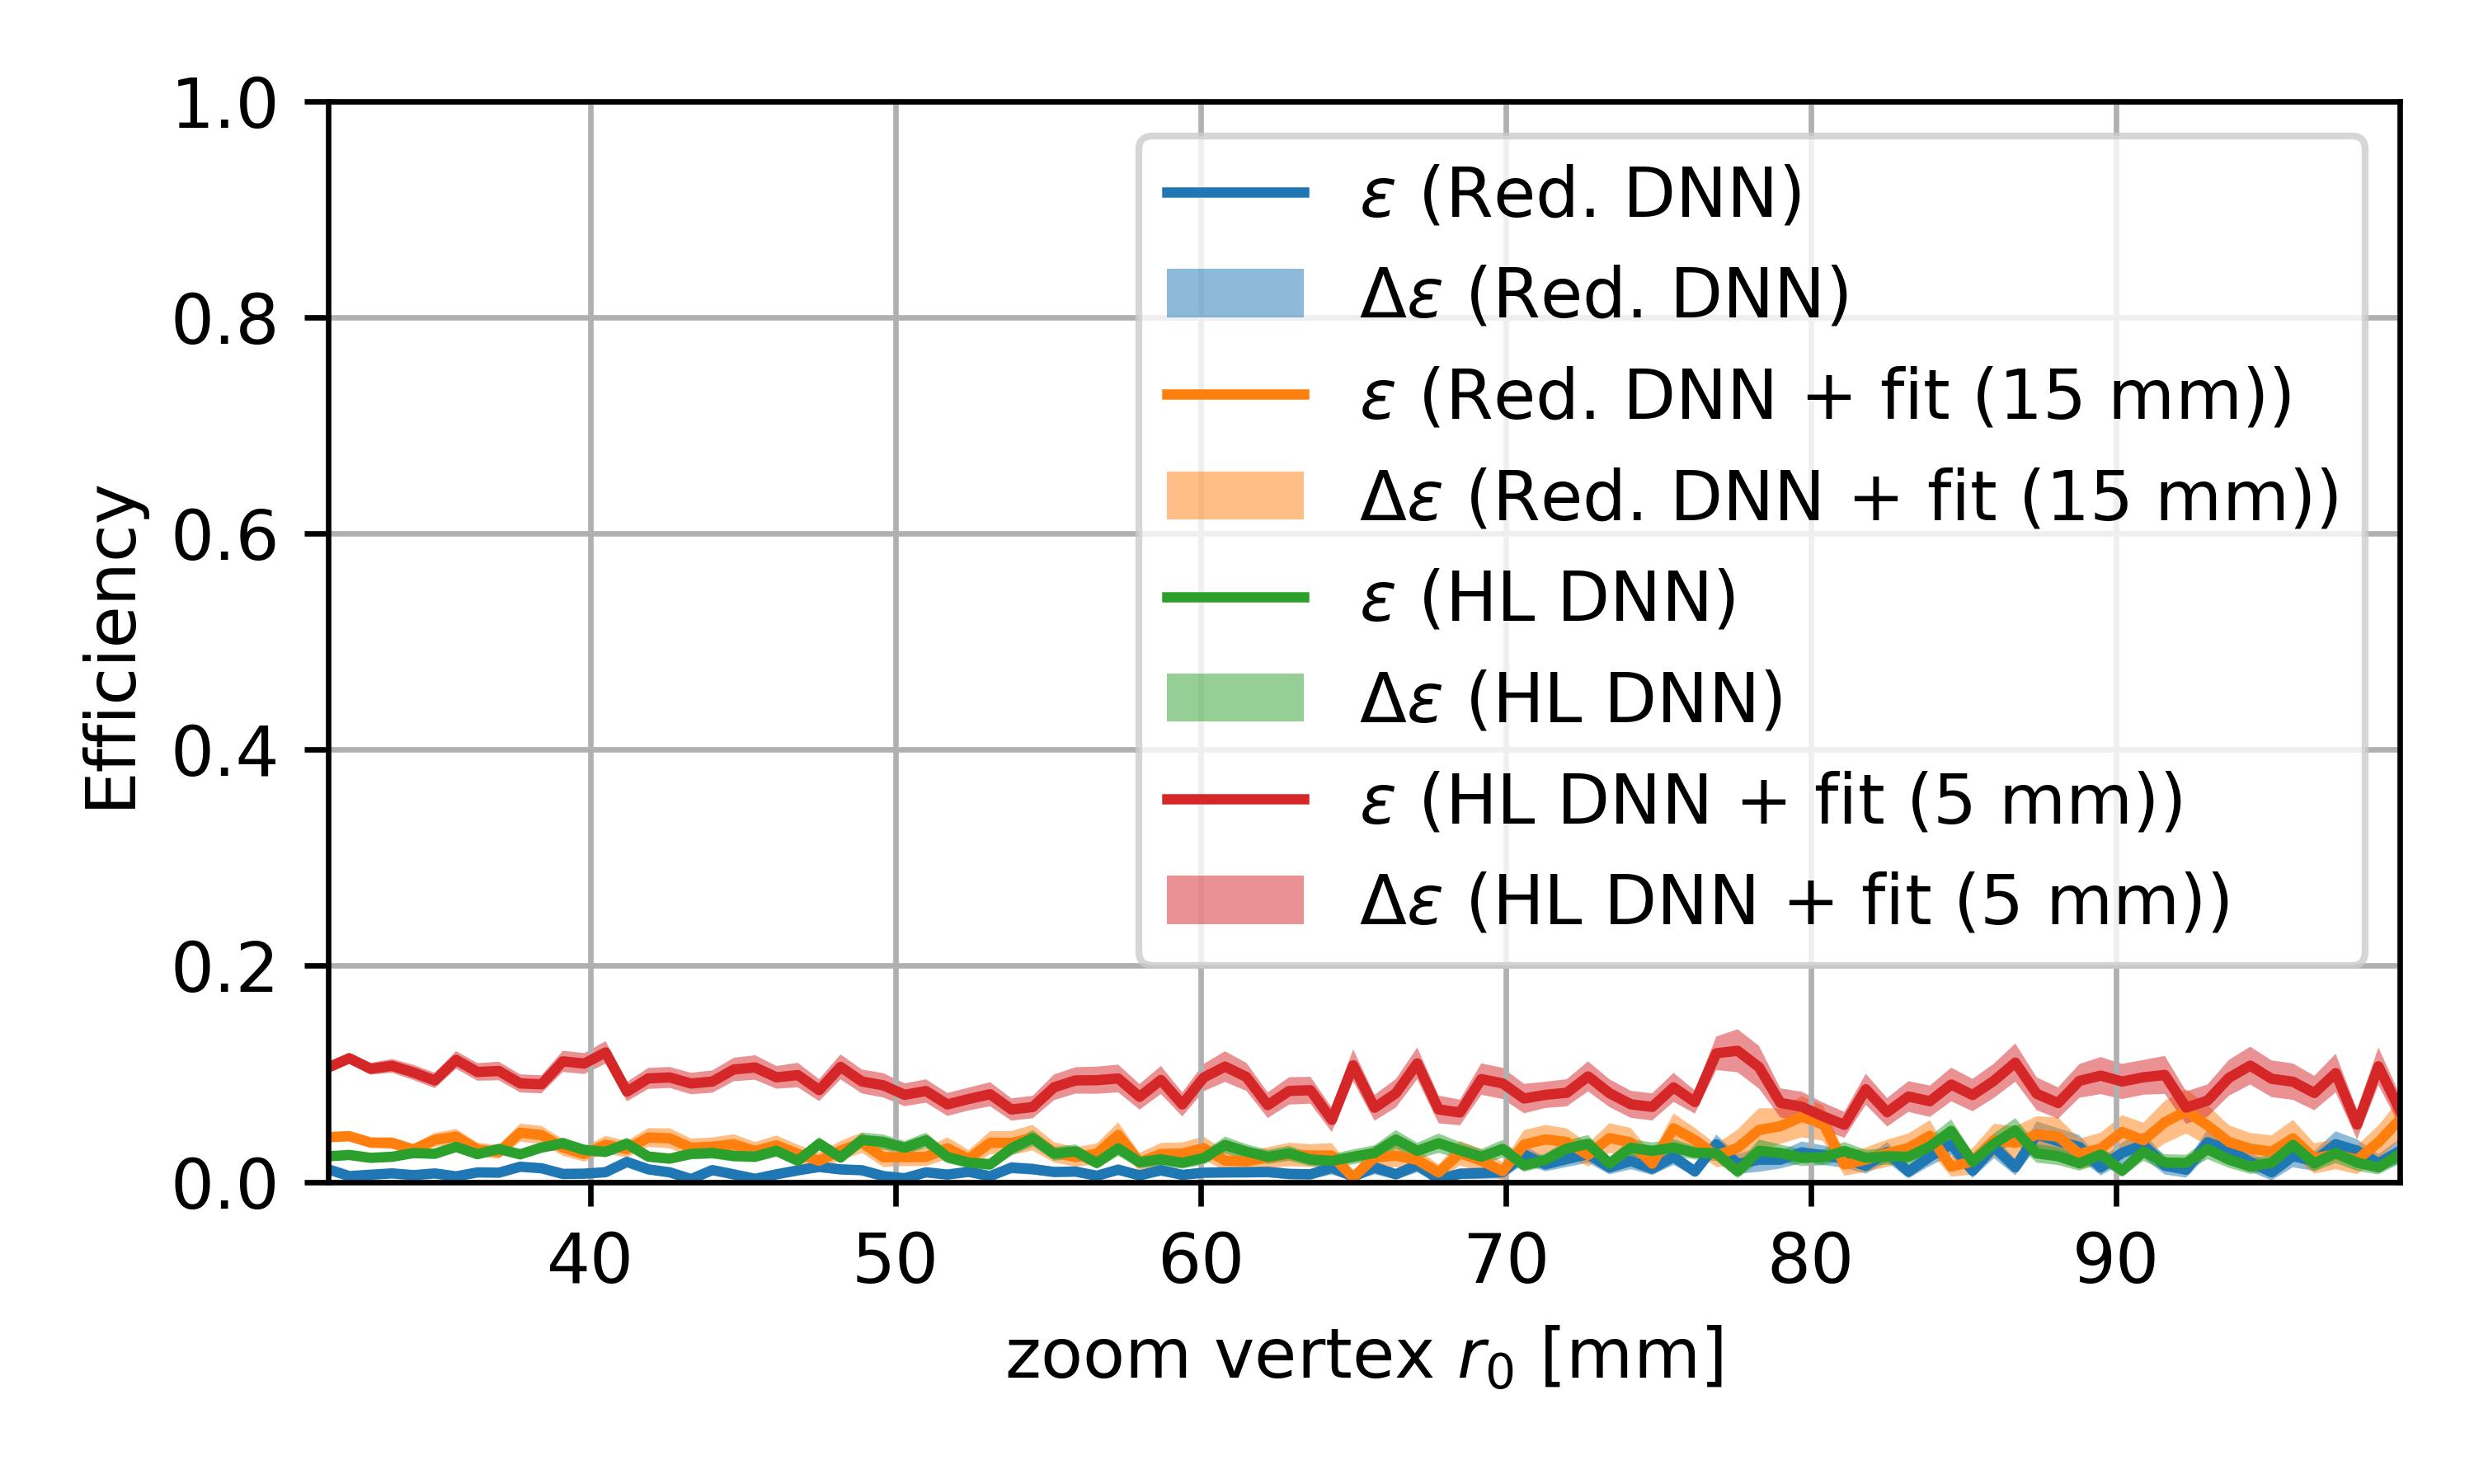 1.0
0.8
0.6
0.4
0.2
0.0
Efficiency
ε (Red. DNN)
Δε (Red. DNN)
ε (Red. DNN + fit (15 mm))
Δε (Red. DNN + fit (15 mm))
ε (HL DNN)
Δε (HL DNN)
ε (HL DNN + fit (5 mm))
Δε (HL DNN + fit (5 mm))
40 50 60 70 80 90
zoom vertex r₀ [mm]